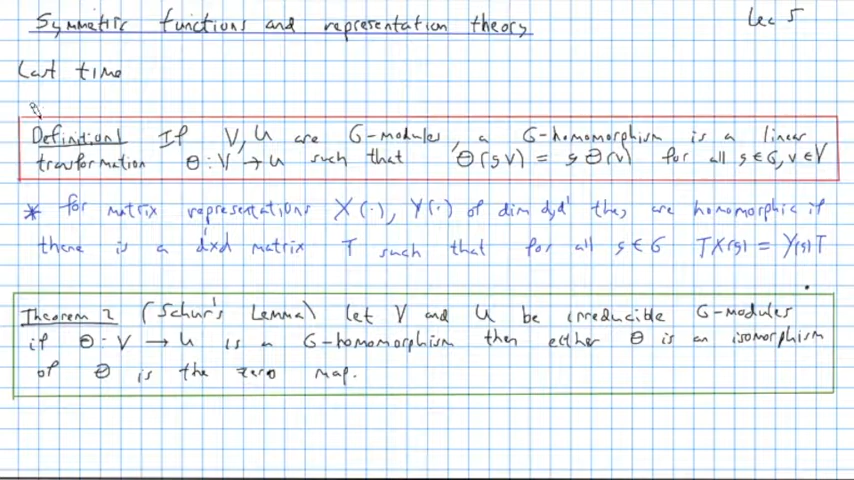 Symmetric functions and representation theory
Lec 5
Last time
Definition 1 If V, U are G-modules, a G-homomorphism is a linear
transformation Θ : V → U such that Θ(gv) = gΘ(v) for all g ∈ G, v ∈ V
* for matrix representations X(·), Y(·) of dim d,d' they are homomorphic if
there is a d'xd matrix T such that for all g ∈ G TX(g) = Y(g)T
Theorem 2 (Schur's Lemma) let V and U be irreducible G-modules
if Θ : V → U is a G-homomorphism then either Θ is an isomorphism
of Θ is the zero map.